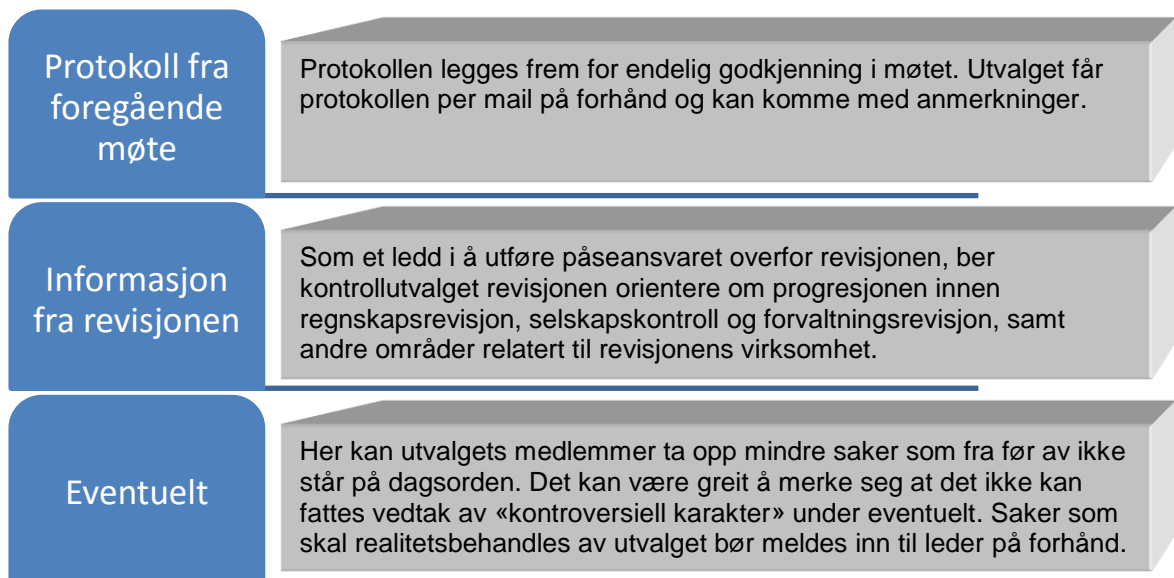 Protokoll fra
foregående
møte
Protokollen legges frem for endelig godkjenning i møtet. Utvalget får
protokollen per mail på forhånd og kan komme med anmerkninger.
Informasjon
fra revisjonen
Som et ledd i å utføre påseansvaret overfor revisjonen, ber
kontrollutvalget revisjonen orientere om progresjonen innen
regnskapsrevisjon, selskapskontroll og forvaltningsrevisjon, samt
andre områder relatert til revisjonens virksomhet.
Eventuelt
Her kan utvalgets medlemmer ta opp mindre saker som fra før av ikke
står på dagsorden. Det kan være greit å merke seg at det ikke kan
fattes vedtak av «kontroversiell karakter» under eventuelt. Saker som
skal realitetsbehandles av utvalget bør meldes inn til leder på forhånd.